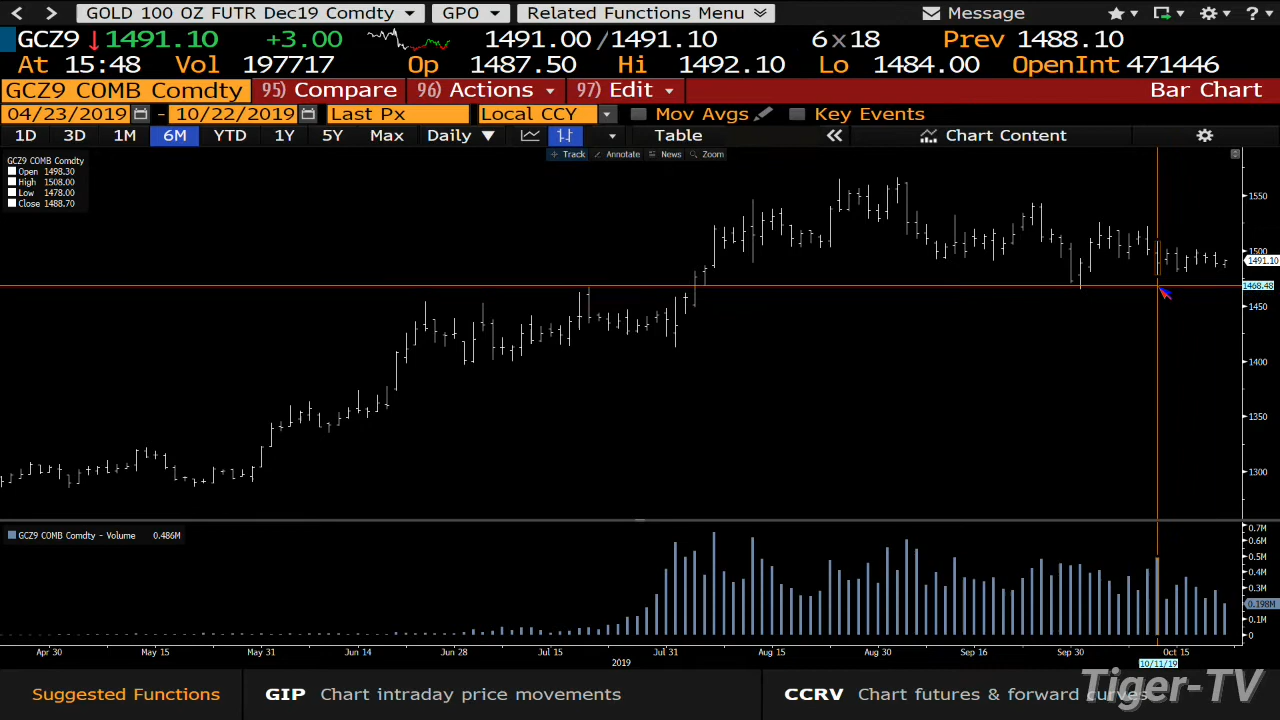 GOLD 100 OZ FUTR Dec19 Comdty GPO Related Functions Menu Message ?
GCZ9 ↓1491.10 +3.00 1491.00/1491.10 6x18 Prev 1488.10
At 15:48 Vol 197717 Op 1487.50 Hi 1492.10 Lo 1484.00 OpenInt 471446
GCZ9 COMB Comdty 95) Compare 96) Actions 97) Edit Bar Chart
04/23/2019 - 10/22/2019 Last Px Local CCY Mov Avgs Key Events
1D 3D 1M 6M YTD 1Y 5Y Max Daily ▼ Table Chart Content
Track Annotate News Zoom
GCZ9 COMB Comdty
Open 1498.30
High 1508.00
Low 1478.00
Close 1488.70
1550
1500
1491.10
1468.48
1450
1400
1350
1300
GCZ9 COMB Comdty - Volume 0.486M
0.7M
0.6M
0.5M
0.4M
0.3M
0.198M
0.1M
0
Apr 30 May 15 May 31 Jun 14 Jun 28 Jul 15 Jul 31 Aug 15 Aug 30 Sep 16 Sep 30 Oct 15
2019 10/11/19
Suggested Functions GIP Chart intraday price movements CCRV Chart futures & forward curves
Tiger-TV